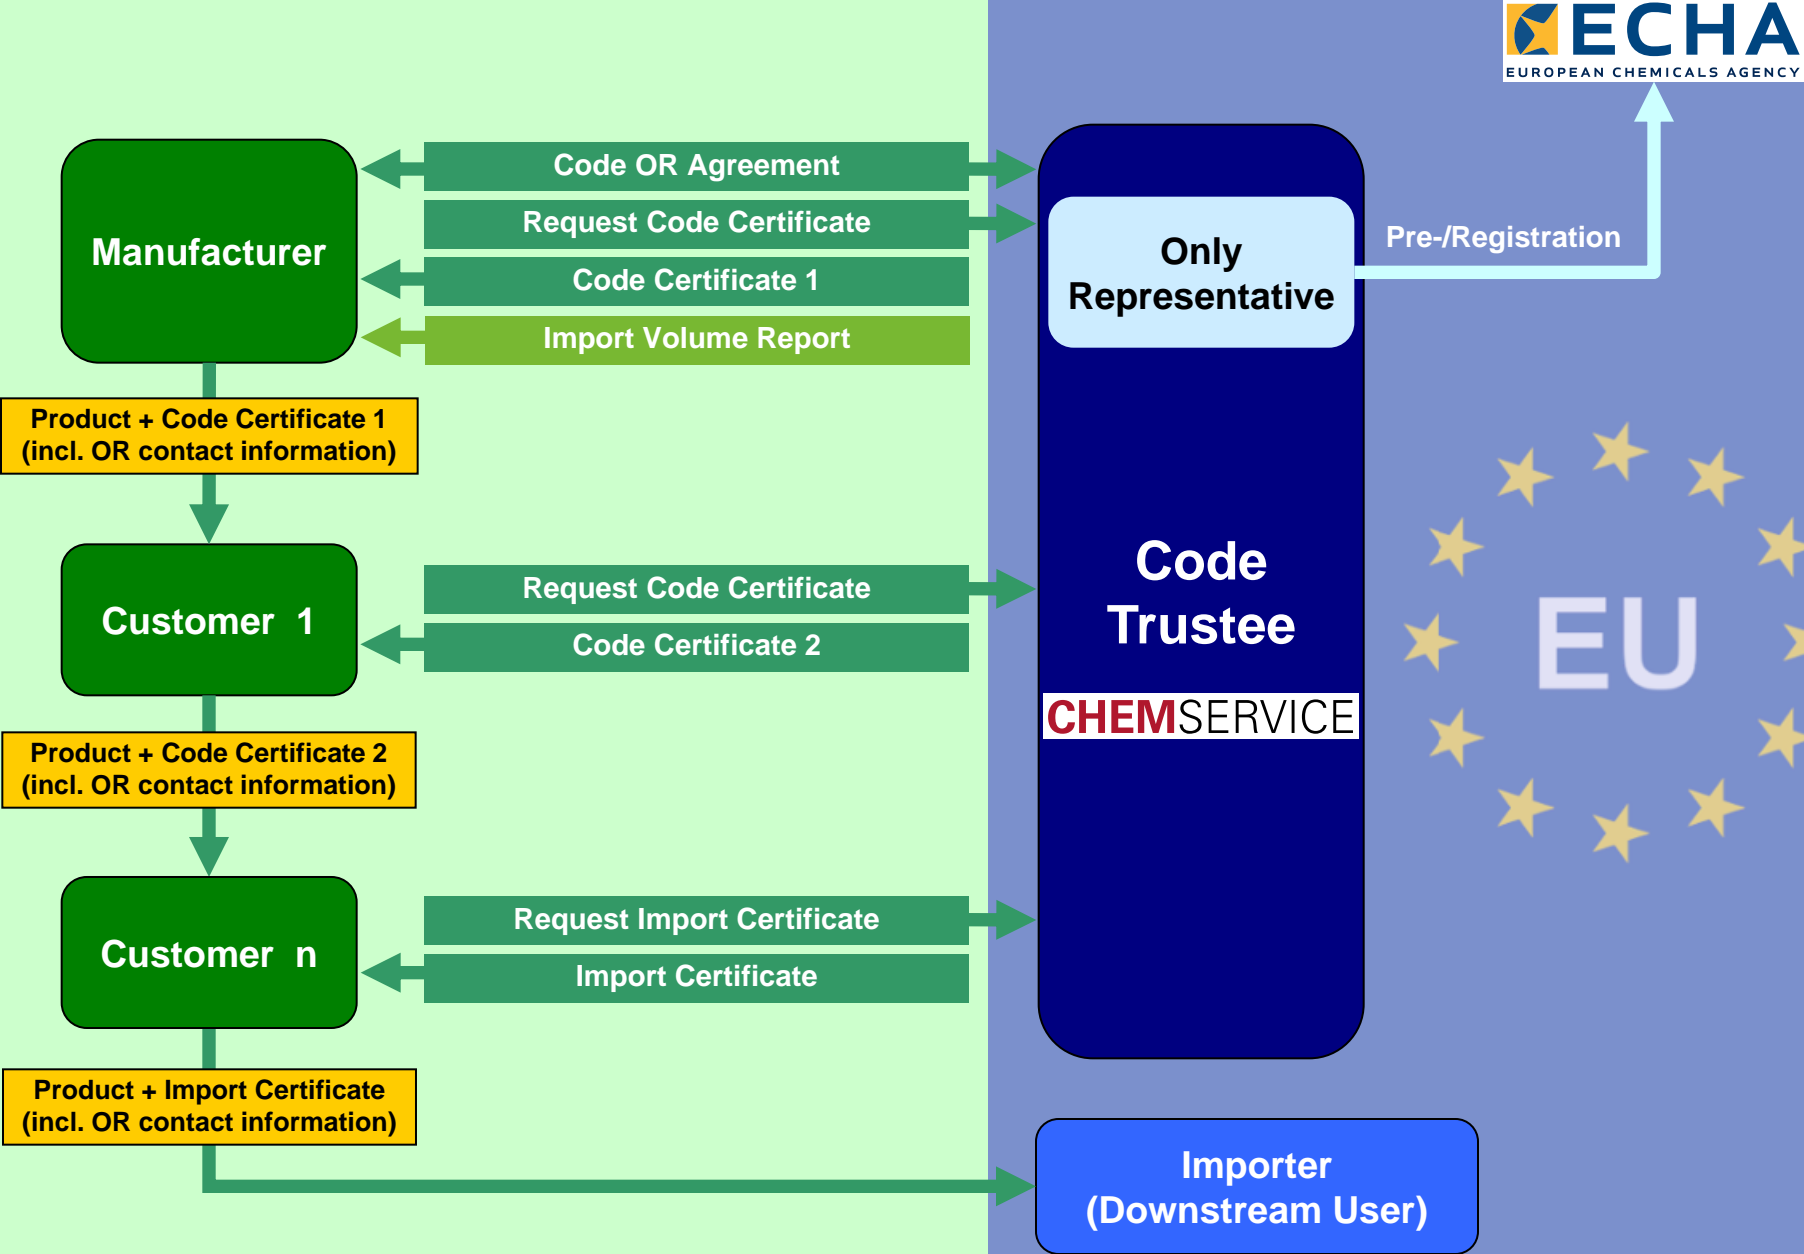 ECHA
EUROPEAN CHEMICALS AGENCY
Manufacturer
Code OR Agreement
Request Code Certificate
Code Certificate 1
Import Volume Report
Only
Representative
Pre-/Registration
Product + Code Certificate 1
(incl. OR contact information)
Customer 1
Request Code Certificate
Code Certificate 2
Code
Trustee
CHEMSERVICE
EU
Product + Code Certificate 2
(incl. OR contact information)
Customer n
Request Import Certificate
Import Certificate
Product + Import Certificate
(incl. OR contact information)
Importer
(Downstream User)